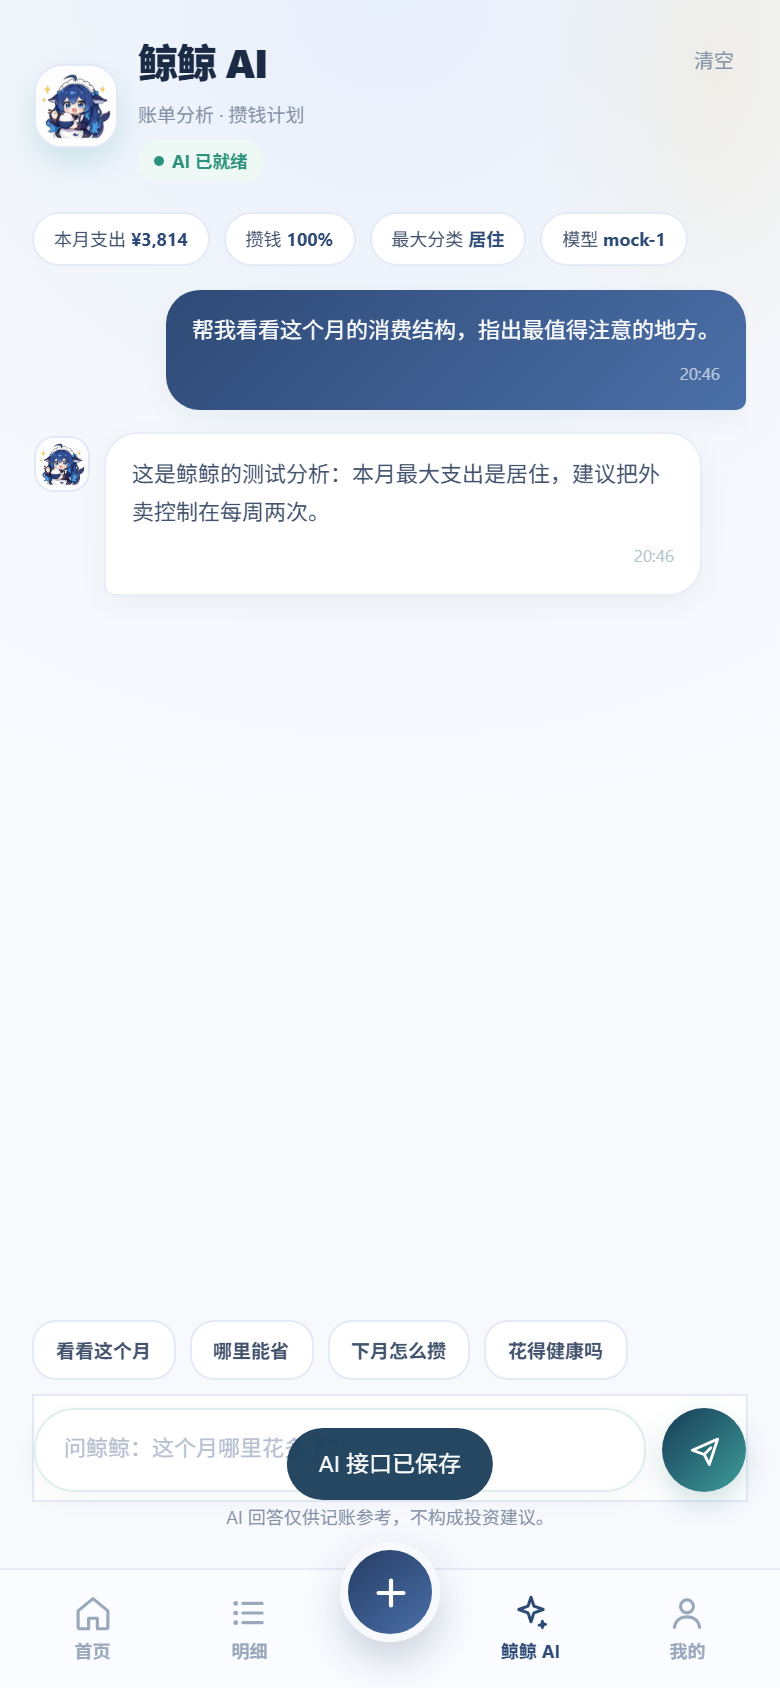 鲸鲸 AI
清空
账单分析 · 攒钱计划
AI 已就绪
本月支出 ¥3,814
攒钱 100%
最大分类 居住
模型 mock-1
帮我看看这个月的消费结构，指出最值得注意的地方。
20:46
这是鲸鲸的测试分析：本月最大支出是居住，建议把外
卖控制在每周两次。
20:46
看看这个月
哪里能省
下月怎么攒
花得健康吗
问鲸鲸：这个月哪里花
AI 接口已保存
AI 回答仅供记账参考，不构成投资建议。
首页
明细
鲸鲸 AI
我的